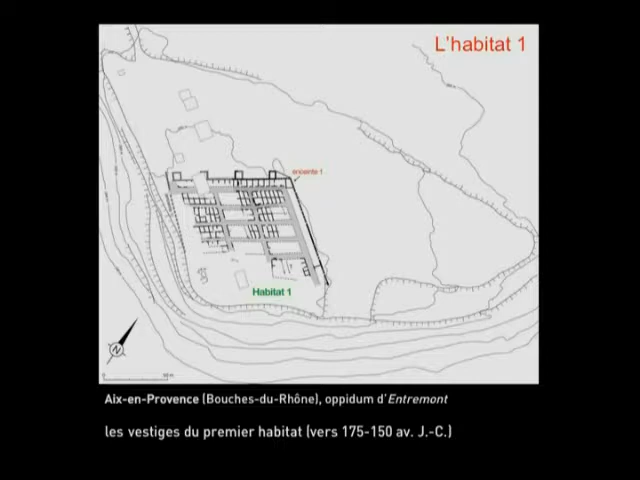 L'habitat 1
enceinte 1
Habitat 1
N
0
Aix-en-Provence (Bouches-du-Rhône), oppidum d'Entremont
les vestiges du premier habitat (vers 175-150 av. J.-C.)